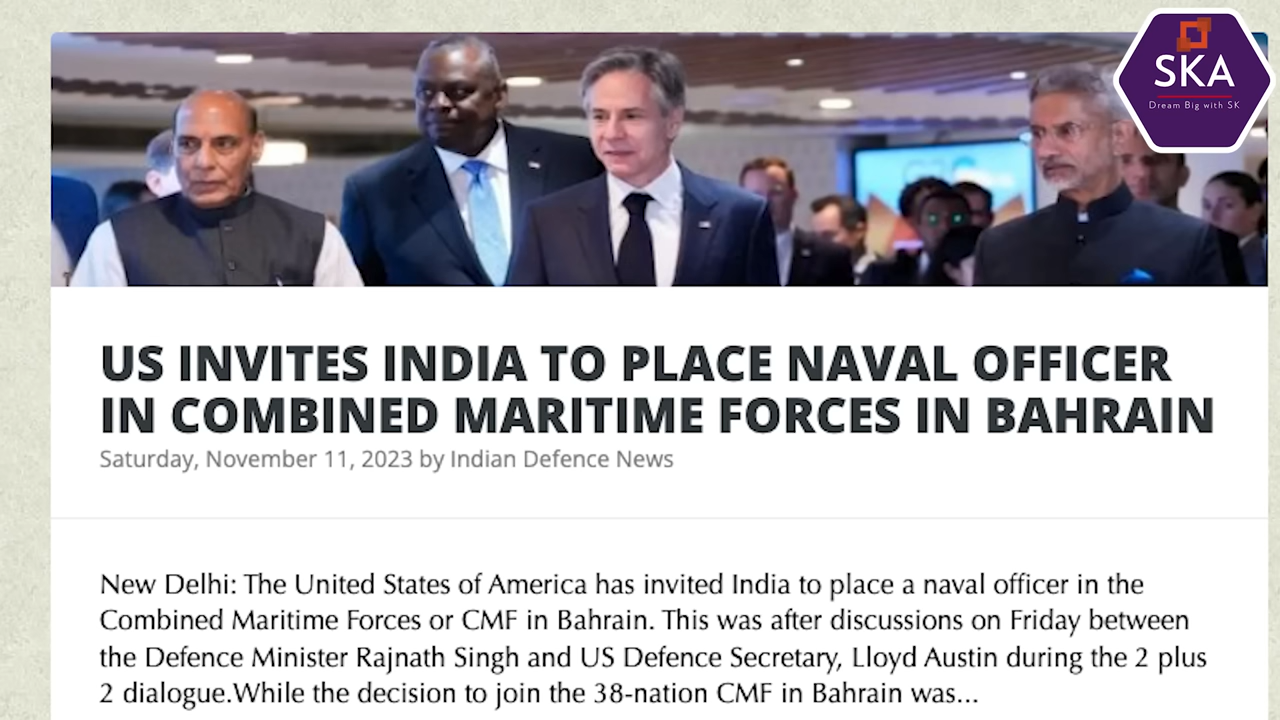 SKA
Dream Big with SK
US INVITES INDIA TO PLACE NAVAL OFFICER
IN COMBINED MARITIME FORCES IN BAHRAIN
Saturday, November 11, 2023 by Indian Defence News
New Delhi: The United States of America has invited India to place a naval officer in the
Combined Maritime Forces or CMF in Bahrain. This was after discussions on Friday between
the Defence Minister Rajnath Singh and US Defence Secretary, Lloyd Austin during the 2 plus
2 dialogue.While the decision to join the 38-nation CMF in Bahrain was...